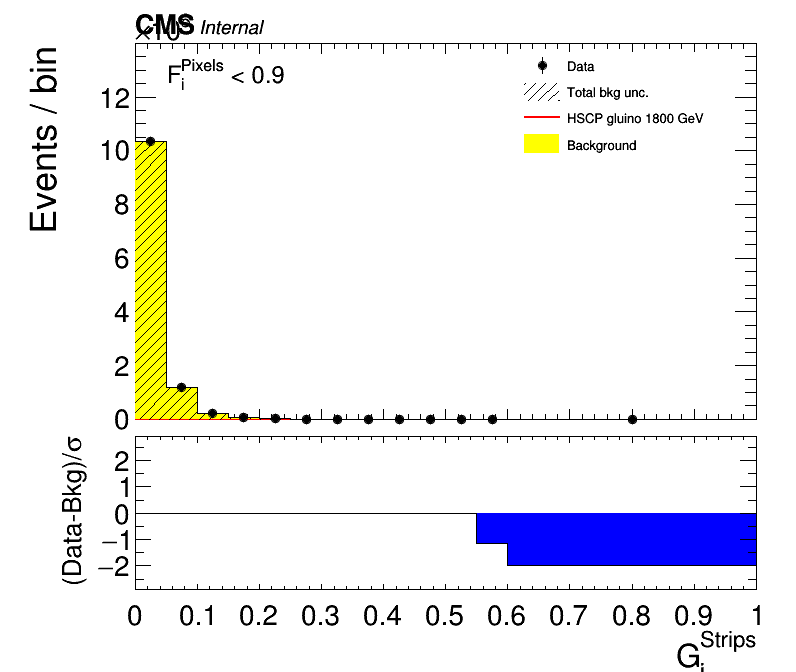 CMS Internal
Events / bin
F_i^Pixels < 0.9
Data
Total bkg unc.
HSCP gluino 1800 GeV
Background
12
10
8
6
4
2
0
(Data-Bkg)/σ
2
1
0
−1
−2
0 0.1 0.2 0.3 0.4 0.5 0.6 0.7 0.8 0.9 1
G_i^Strips